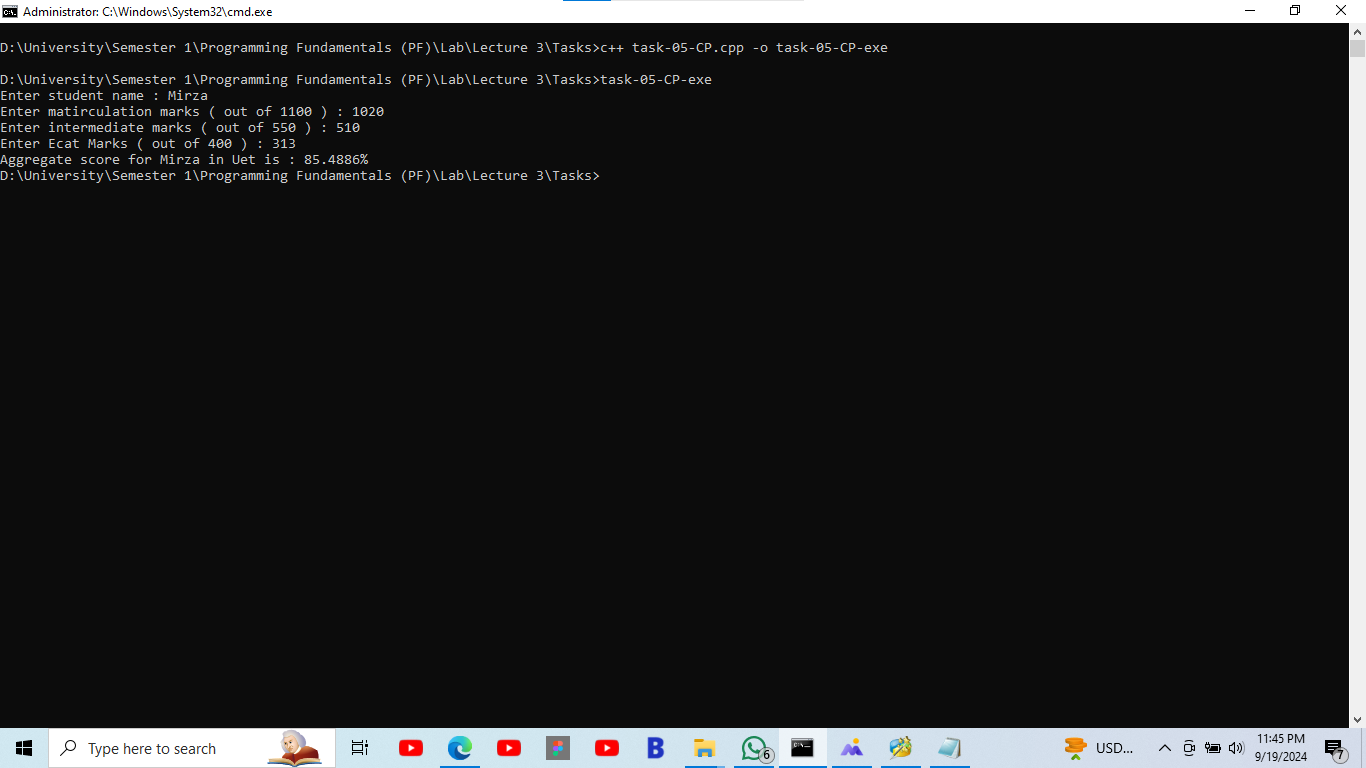 Administrator: C:\Windows\System32\cmd.exe
D:\University\Semester 1\Programming Fundamentals (PF)\Lab\Lecture 3\Tasks>c++ task-05-CP.cpp -o task-05-CP-exe
D:\University\Semester 1\Programming Fundamentals (PF)\Lab\Lecture 3\Tasks>task-05-CP-exe
Enter student name : Mirza
Enter matirculation marks ( out of 1100 ) : 1020
Enter intermediate marks ( out of 550 ) : 510
Enter Ecat Marks ( out of 400 ) : 313
Aggregate score for Mirza in Uet is : 85.4886%
D:\University\Semester 1\Programming Fundamentals (PF)\Lab\Lecture 3\Tasks>
Type here to search
B
6
USD...
11:45 PM
9/19/2024
7